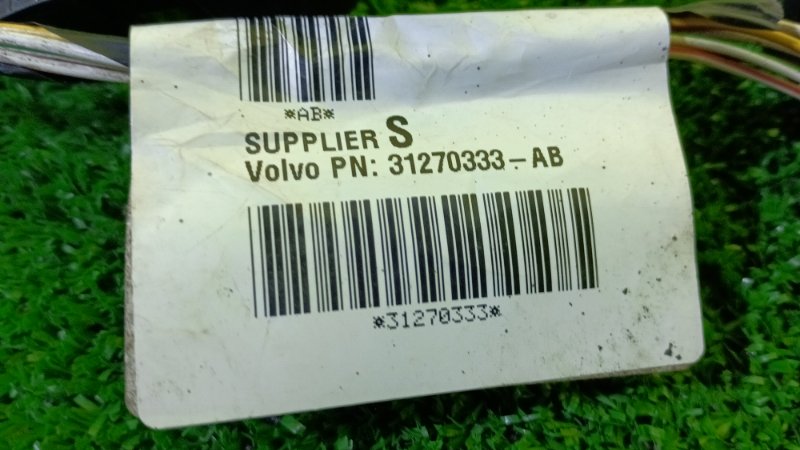 *AB*
SUPPLIER S
Volvo PN: 31270333-AB
*31270333*